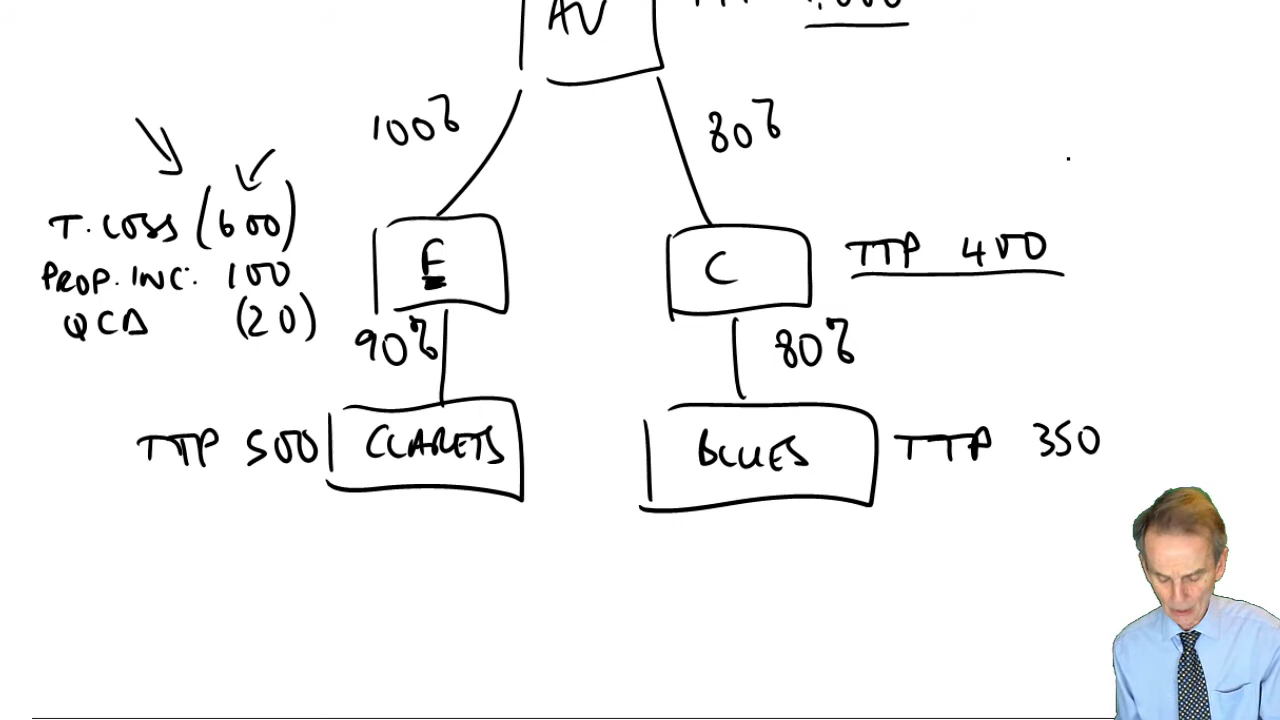 AV
100%
80%
T. LOSS (600)
PROP. INC. 100
QCD (20)
E
C
TTP 400
90%
80%
TTP 500
CLARETS
BLUES
TTP 350